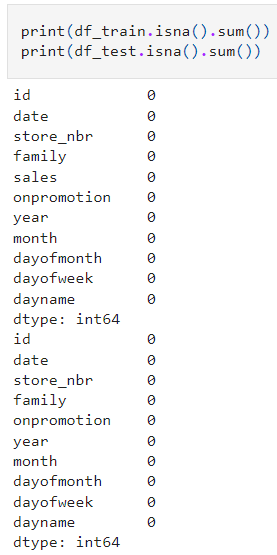 print(df_train.isna().sum())
print(df_test.isna().sum())
id 0
date 0
store_nbr 0
family 0
sales 0
onpromotion 0
year 0
month 0
dayofmonth 0
dayofweek 0
dayname 0
dtype: int64
id 0
date 0
store_nbr 0
family 0
onpromotion 0
year 0
month 0
dayofmonth 0
dayofweek 0
dayname 0
dtype: int64